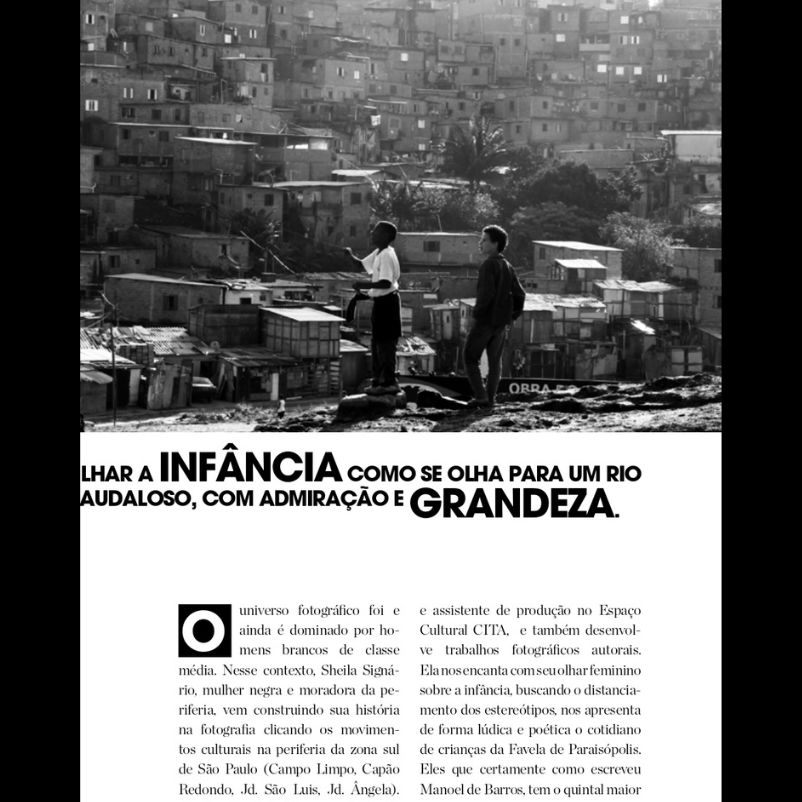 OBRA E
LHAR A INFÂNCIA COMO SE OLHA PARA UM RIO
AUDALOSO, COM ADMIRAÇÃO E GRANDEZA.
O universo fotográfico foi e
ainda é dominado por ho-
mens brancos de classe
média. Nesse contexto, Sheila Signá-
rio, mulher negra e moradora da pe-
riferia, vem construindo sua história
na fotografia clicando os movimen-
tos culturais na periferia da zona sul
de São Paulo (Campo Limpo, Capão
Redondo, Jd. São Luis, Jd. Ângela).
e assistente de produção no Espaço
Cultural CITA, e também desenvol-
ve trabalhos fotográficos autorais.
Ela nos encanta com seu olhar feminino
sobre a infância, buscando o distancia-
mento dos estereótipos, nos apresenta
de forma lúdica e poética o cotidiano
de crianças da Favela de Paraisópolis.
Eles que certamente como escreveu
Manoel de Barros, tem o quintal maior